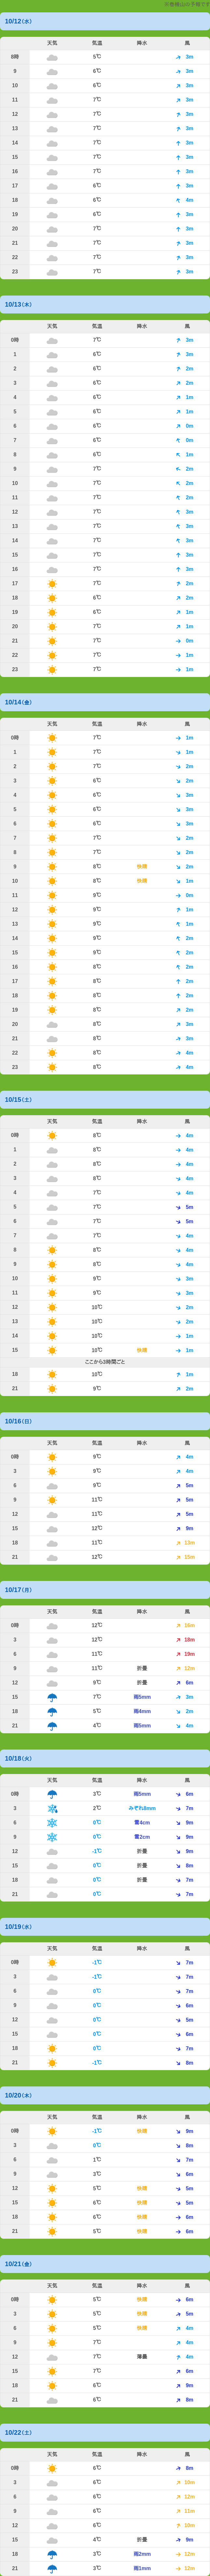 ※後積山の予報です
10/12(水)
天気 気温 降水 風
8時 5℃ 3m
9 6℃ 3m
10 6℃ 3m
11 7℃ 3m
12 7℃ 3m
13 7℃ 3m
14 7℃ 3m
15 7℃ 3m
16 7℃ 3m
17 6℃ 3m
18 6℃ 4m
19 6℃ 3m
20 7℃ 3m
21 7℃ 3m
22 7℃ 3m
23 7℃ 3m
10/13(木)
天気 気温 降水 風
0時 7℃ 3m
1 6℃ 3m
2 6℃ 2m
3 6℃ 2m
4 6℃ 1m
5 6℃ 1m
6 6℃ 0m
7 6℃ 0m
8 6℃ 1m
9 7℃ 2m
10 7℃ 2m
11 7℃ 2m
12 7℃ 3m
13 7℃ 3m
14 7℃ 3m
15 7℃ 3m
16 7℃ 3m
17 7℃ 2m
18 6℃ 2m
19 6℃ 1m
20 7℃ 1m
21 7℃ 0m
22 7℃ 1m
23 7℃ 1m
10/14(金)
天気 気温 降水 風
0時 7℃ 1m
1 7℃ 1m
2 7℃ 2m
3 6℃ 2m
4 6℃ 3m
5 6℃ 3m
6 6℃ 3m
7 7℃ 2m
8 7℃ 2m
9 8℃ 快晴 2m
10 8℃ 快晴 1m
11 9℃ 0m
12 9℃ 1m
13 9℃ 1m
14 9℃ 2m
15 9℃ 2m
16 8℃ 2m
17 8℃ 2m
18 8℃ 2m
19 8℃ 2m
20 8℃ 3m
21 8℃ 3m
22 8℃ 4m
23 8℃ 4m
10/15(土)
天気 気温 降水 風
0時 8℃ 4m
1 8℃ 4m
2 8℃ 4m
3 8℃ 4m
4 7℃ 4m
5 7℃ 5m
6 7℃ 5m
7 7℃ 4m
8 8℃ 4m
9 8℃ 4m
10 9℃ 3m
11 9℃ 3m
12 10℃ 2m
13 10℃ 2m
14 10℃ 1m
15 10℃ 快晴 1m
ここから3時間ごと
18 10℃ 1m
21 9℃ 2m
10/16(日)
天気 気温 降水 風
0時 9℃ 4m
3 9℃ 4m
6 9℃ 5m
9 11℃ 5m
12 11℃ 5m
15 12℃ 9m
18 11℃ 13m
21 12℃ 15m
10/17(月)
天気 気温 降水 風
0時 12℃ 16m
3 12℃ 18m
6 11℃ 19m
9 11℃ 折曇 12m
12 9℃ 折曇 6m
15 7℃ 雨5mm 3m
18 5℃ 雨4mm 2m
21 4℃ 雨5mm 4m
10/18(火)
天気 気温 降水 風
0時 3℃ 雨5mm 6m
3 2℃ みぞれ8mm 7m
6 0℃ 雪4cm 9m
9 0℃ 雪2cm 9m
12 -1℃ 折曇 9m
15 0℃ 折曇 8m
18 0℃ 折曇 7m
21 0℃ 7m
10/19(水)
天気 気温 降水 風
0時 -1℃ 7m
3 -1℃ 7m
6 0℃ 7m
9 0℃ 6m
12 0℃ 5m
15 0℃ 6m
18 0℃ 7m
21 -1℃ 8m
10/20(木)
天気 気温 降水 風
0時 -1℃ 快晴 9m
3 0℃ 8m
6 1℃ 7m
9 3℃ 6m
12 5℃ 快晴 5m
15 6℃ 快晴 5m
18 6℃ 快晴 6m
21 5℃ 快晴 6m
10/21(金)
天気 気温 降水 風
0時 5℃ 快晴 6m
3 5℃ 快晴 5m
6 5℃ 快晴 4m
9 7℃ 4m
12 7℃ 薄曇 4m
15 7℃ 6m
18 6℃ 9m
21 6℃ 8m
10/22(土)
天気 気温 降水 風
0時 6℃ 8m
3 6℃ 10m
6 6℃ 12m
9 6℃ 11m
12 6℃ 10m
15 4℃ 折曇 9m
18 3℃ 雨2mm 12m
21 3℃ 雨1mm 12m